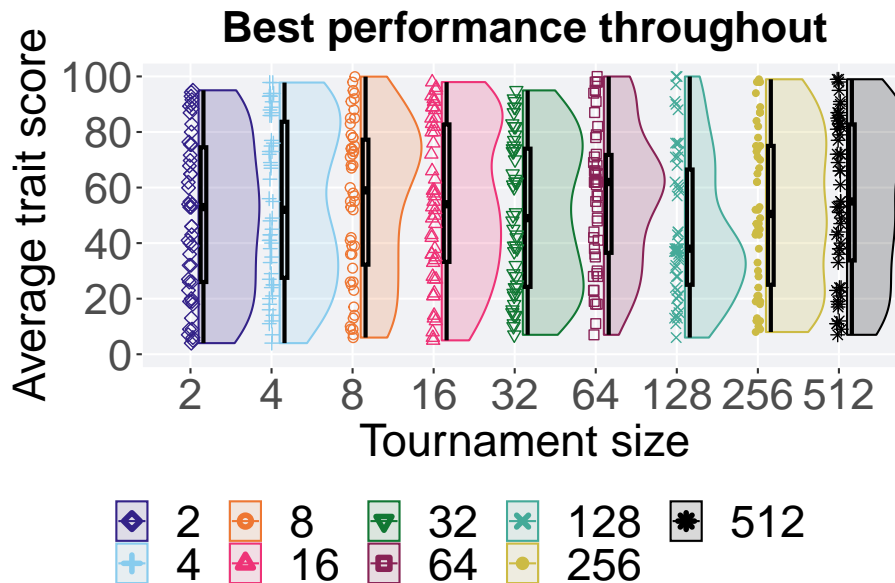 Best performance throughout
Average trait score
100
80
60
40
20
0
2 4 8 16 32 64 128 256 512
Tournament size
2 8 32 128 512
4 16 64 256